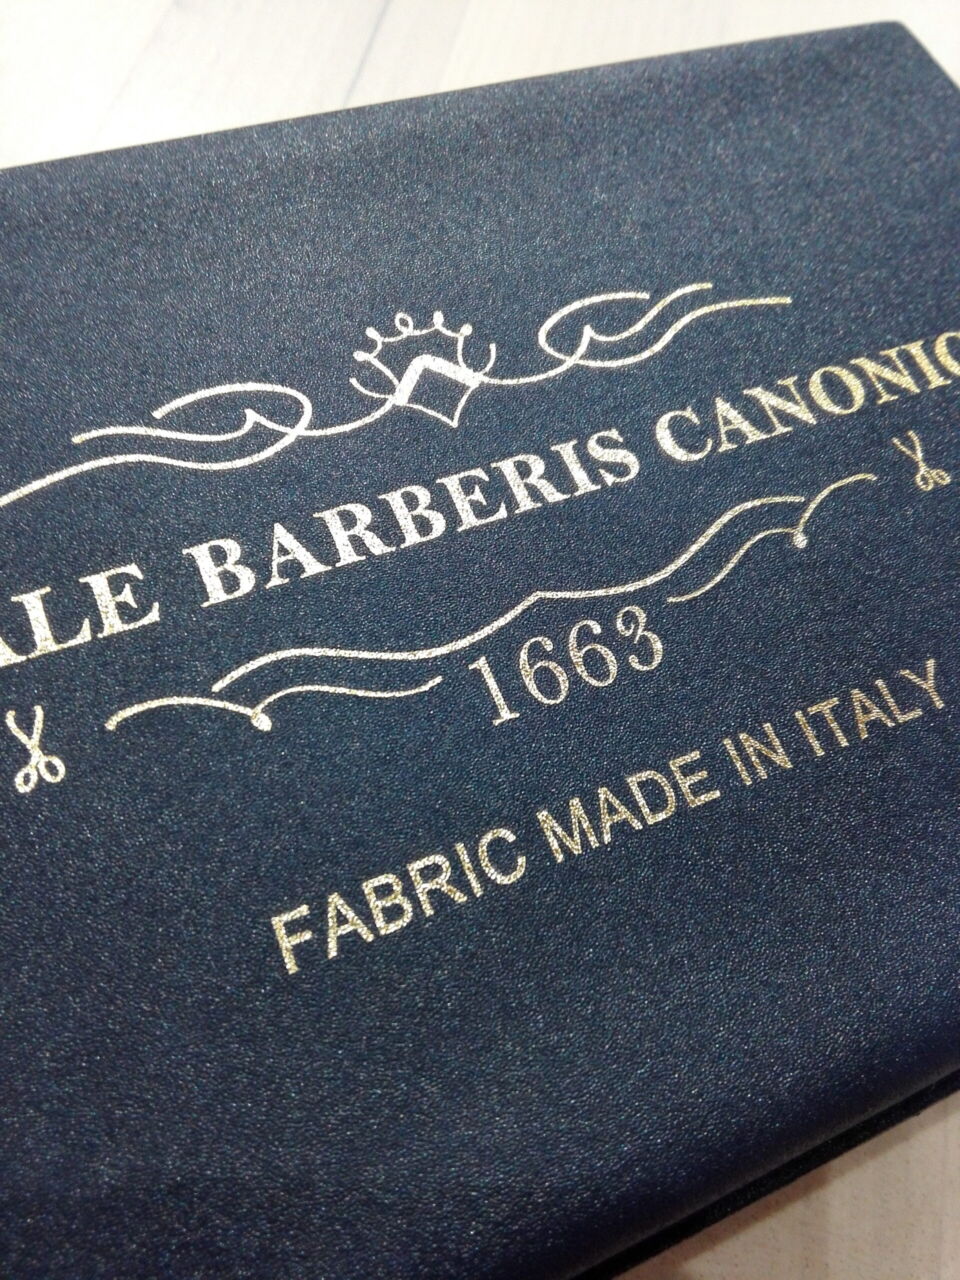 ALE BARBERIS CANONIC
1663
FABRIC MADE IN ITALY